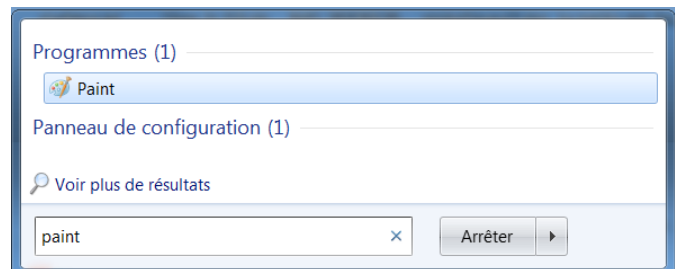 Programmes (1)
Paint
Panneau de configuration (1)
Voir plus de résultats
paint Arrêter